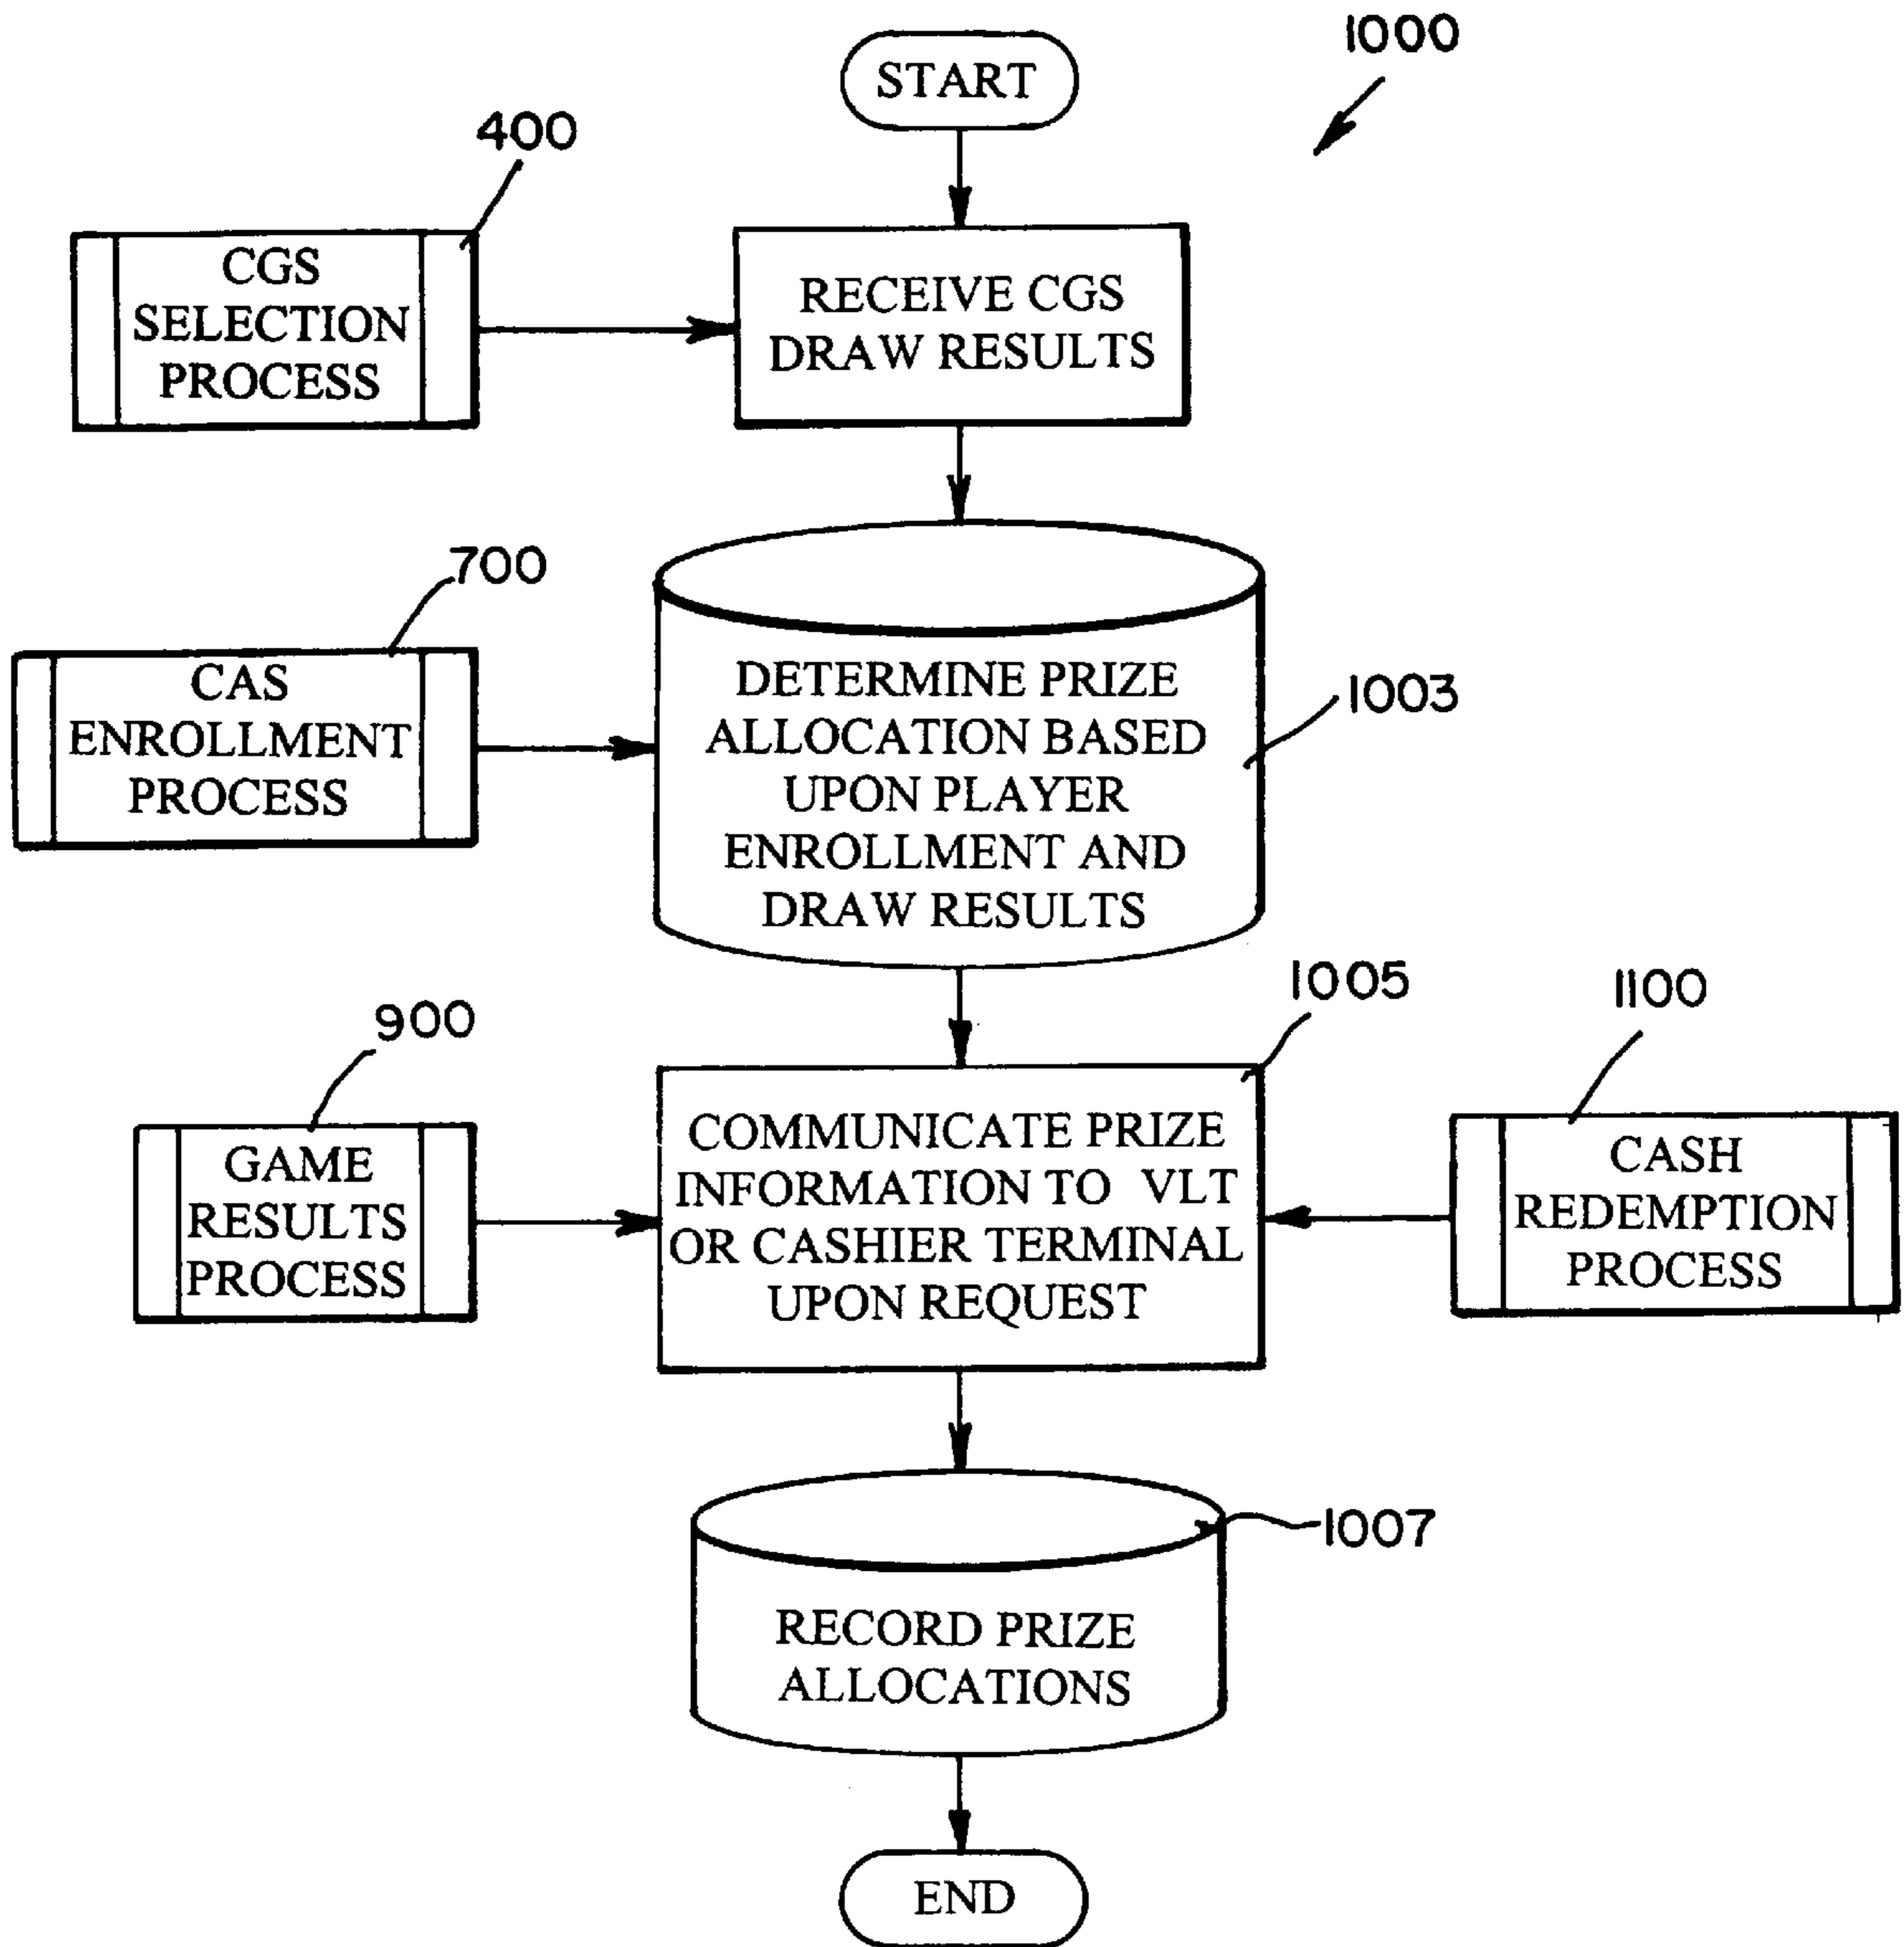 1000
START
400
CGS
SELECTION
PROCESS
RECEIVE CGS
DRAW RESULTS
700
CAS
ENROLLMENT
PROCESS
DETERMINE PRIZE
ALLOCATION BASED
UPON PLAYER
ENROLLMENT AND
DRAW RESULTS
1003
900
GAME
RESULTS
PROCESS
1005
COMMUNICATE PRIZE
INFORMATION TO VLT
OR CASHIER TERMINAL
UPON REQUEST
1100
CASH
REDEMPTION
PROCESS
1007
RECORD PRIZE
ALLOCATIONS
END